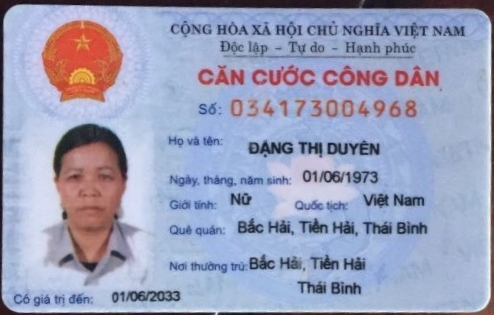 CỘNG HÒA XÃ HỘI CHỦ NGHĨA VIỆT NAM
Độc lập - Tự do - Hạnh phúc
CĂN CƯỚC CÔNG DÂN
Số: 034173004968
Họ và tên: ĐẶNG THỊ DUYÊN
Ngày, tháng, năm sinh: 01/06/1973
Giới tính: Nữ Quốc tịch: Việt Nam
Quê quán: Bắc Hải, Tiền Hải, Thái Bình
Nơi thường trú: Bắc Hải, Tiền Hải
Thái Bình
Có giá trị đến: 01/06/2033